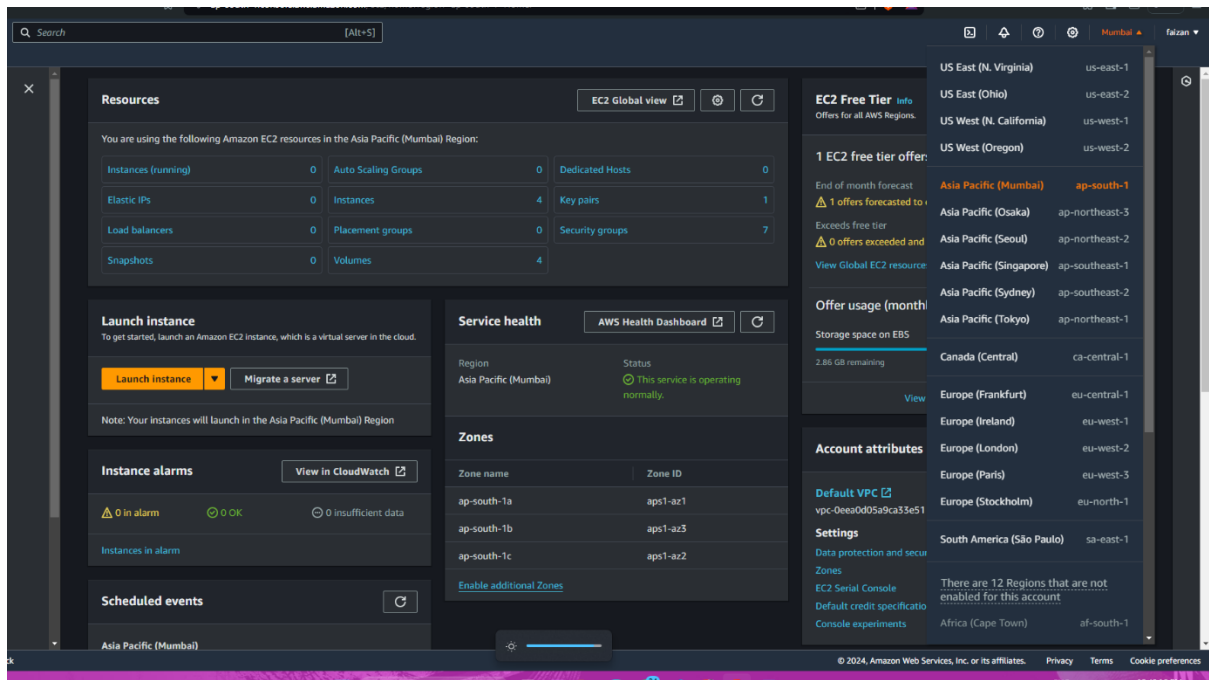 Search [Alt+S] Mumbai faizan
Resources
EC2 Global view
You are using the following Amazon EC2 resources in the Asia Pacific (Mumbai) Region:
Instances (running) 0 Auto Scaling Groups 0 Dedicated Hosts 0
Elastic IPs 0 Instances 4 Key pairs 1
Load balancers 0 Placement groups 0 Security groups 7
Snapshots 0 Volumes 4
Launch instance
To get started, launch an Amazon EC2 instance, which is a virtual server in the cloud.
Launch instance Migrate a server
Note: Your instances will launch in the Asia Pacific (Mumbai) Region
Instance alarms View in CloudWatch
0 in alarm 0 OK 0 insufficient data
Instances in alarm
Scheduled events
Asia Pacific (Mumbai)
Service health AWS Health Dashboard
Region Status
Asia Pacific (Mumbai) This service is operating
normally.
Zones
Zone name Zone ID
ap-south-1a aps1-az1
ap-south-1b aps1-az3
ap-south-1c aps1-az2
Enable additional Zones
EC2 Free Tier Info
Offers for all AWS Regions.
1 EC2 free tier offer
End of month forecast
1 offers forecasted to
Exceeds free tier
0 offers exceeded and
View Global EC2 resource
Offer usage (monthl
Storage space on EBS
2.86 GB remaining
View
Account attributes
Default VPC
vpc-0eea0d05a9ca33e51
Settings
Data protection and secur
Zones
EC2 Serial Console
Default credit specificatio
Console experiments
US East (N. Virginia) us-east-1
US East (Ohio) us-east-2
US West (N. California) us-west-1
US West (Oregon) us-west-2
Asia Pacific (Mumbai) ap-south-1
Asia Pacific (Osaka) ap-northeast-3
Asia Pacific (Seoul) ap-northeast-2
Asia Pacific (Singapore) ap-southeast-1
Asia Pacific (Sydney) ap-southeast-2
Asia Pacific (Tokyo) ap-northeast-1
Canada (Central) ca-central-1
Europe (Frankfurt) eu-central-1
Europe (Ireland) eu-west-1
Europe (London) eu-west-2
Europe (Paris) eu-west-3
Europe (Stockholm) eu-north-1
South America (São Paulo) sa-east-1
There are 12 Regions that are not
enabled for this account
Africa (Cape Town) af-south-1
© 2024, Amazon Web Services, Inc. or its affiliates. Privacy Terms Cookie preferences